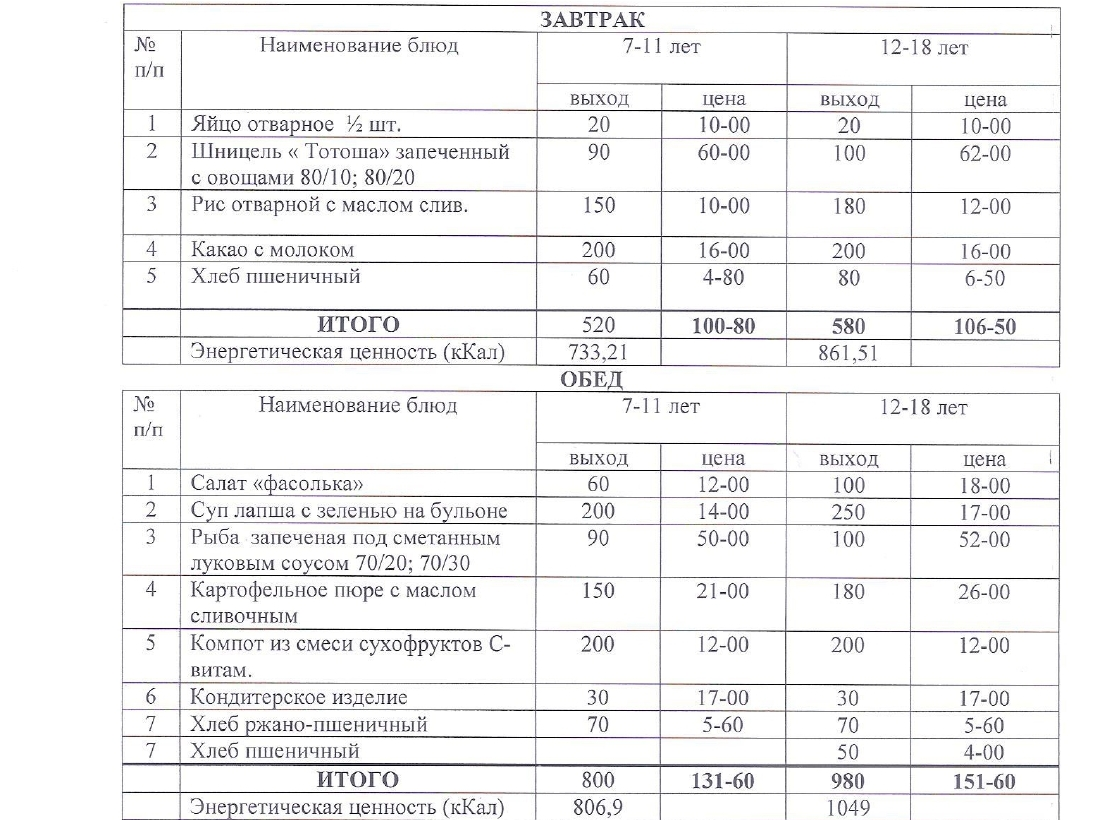 ЗАВТРАК
№ Наименование блюд 7-11 лет 12-18 лет
п/п
выход цена выход цена
1 Яйцо отварное ½ шт. 20 10-00 20 10-00
2 Шницель « Тотоша» запеченный 90 60-00 100 62-00
с овощами 80/10; 80/20
3 Рис отварной с маслом слив. 150 10-00 180 12-00
4 Какао с молоком 200 16-00 200 16-00
5 Хлеб пшеничный 60 4-80 80 6-50
ИТОГО 520 100-80 580 106-50
Энергетическая ценность (кКал) 733,21 861,51
ОБЕД
№ Наименование блюд 7-11 лет 12-18 лет
п/п
выход цена выход цена
1 Салат «фасолька» 60 12-00 100 18-00
2 Суп лапша с зеленью на бульоне 200 14-00 250 17-00
3 Рыба запеченая под сметанным 90 50-00 100 52-00
луковым соусом 70/20; 70/30
4 Картофельное пюре с маслом 150 21-00 180 26-00
сливочным
5 Компот из смеси сухофруктов С- 200 12-00 200 12-00
витам.
6 Кондитерское изделие 30 17-00 30 17-00
7 Хлеб ржано-пшеничный 70 5-60 70 5-60
7 Хлеб пшеничный 50 4-00
ИТОГО 800 131-60 980 151-60
Энергетическая ценность (кКал) 806,9 1049